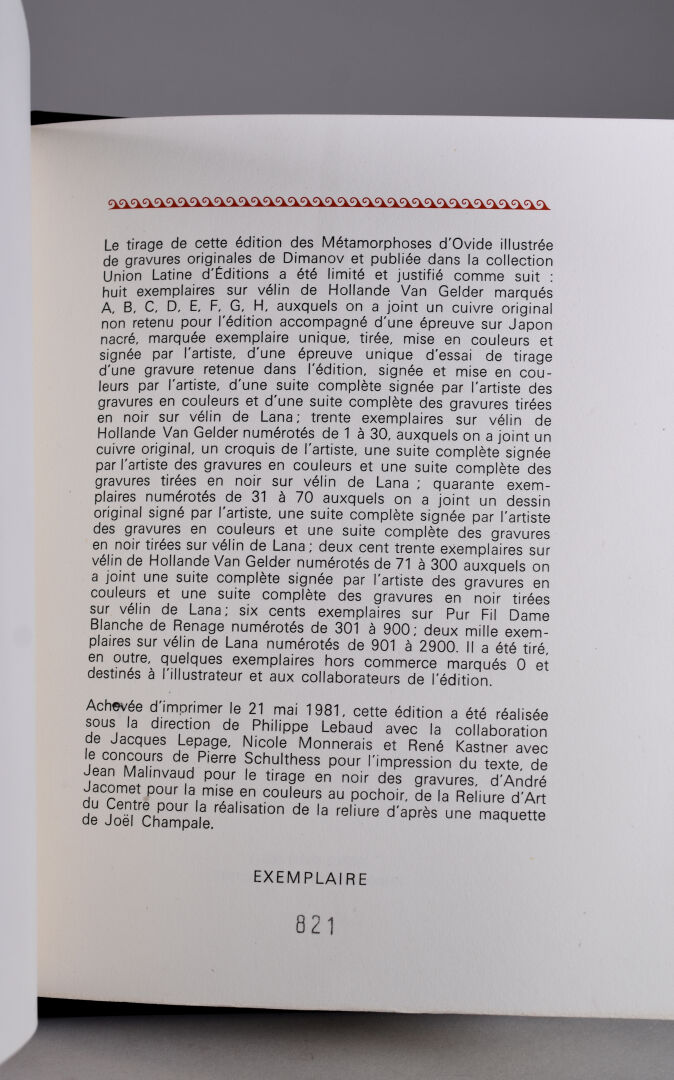 Le tirage de cette édition des Métamorphoses d'Ovide illustrée
de gravures originales de Dimanov et publiée dans la collection
Union Latine d'Éditions a été limité et justifié comme suit :
huit exemplaires sur vélin de Hollande Van Gelder marqués
A, B, C, D, E, F, G, H, auxquels on a joint un cuivre original
non retenu pour l'édition accompagné d'une épreuve sur Japon
nacré, marquée exemplaire unique, tirée, mise en couleurs et
signée par l'artiste, d'une épreuve unique d'essai de tirage
d'une gravure retenue dans l'édition, signée et mise en cou-
leurs par l'artiste, d'une suite complète signée par l'artiste des
gravures en couleurs et d'une suite complète des gravures tirées
en noir sur vélin de Lana ; trente exemplaires sur vélin de
Hollande Van Gelder numérotés de 1 à 30, auxquels on a joint un
cuivre original, un croquis de l'artiste, une suite complète signée
par l'artiste des gravures en couleurs et une suite complète des
gravures tirées en noir sur vélin de Lana ; quarante exem-
plaires numérotés de 31 à 70 auxquels on a joint un dessin
original signé par l'artiste, une suite complète signée par l'artiste
des gravures en couleurs et une suite complète des gravures
en noir tirées sur vélin de Lana ; deux cent trente exemplaires sur
vélin de Hollande Van Gelder numérotés de 71 à 300 auxquels on
a joint une suite complète signée par l'artiste des gravures en
couleurs et une suite complète des gravures en noir tirées
sur vélin de Lana ; six cents exemplaires sur Pur Fil Dame
Blanche de Renage numérotés de 301 à 900 ; deux mille exem-
plaires sur vélin de Lana numérotés de 901 à 2900. Il a été tiré,
en outre, quelques exemplaires hors commerce marqués 0 et
destinés à l'illustrateur et aux collaborateurs de l'édition.
Achevée d'imprimer le 21 mai 1981, cette édition a été réalisée
sous la direction de Philippe Lebaud avec la collaboration
de Jacques Lepage, Nicole Monnerais et René Kastner avec
le concours de Pierre Schulthess pour l'impression du texte, de
Jean Malinvaud pour le tirage en noir des gravures, d'André
Jacomet pour la mise en couleurs au pochoir, de la Reliure d'Art
du Centre pour la réalisation de la reliure d'après une maquette
de Joël Champale.
EXEMPLAIRE
821